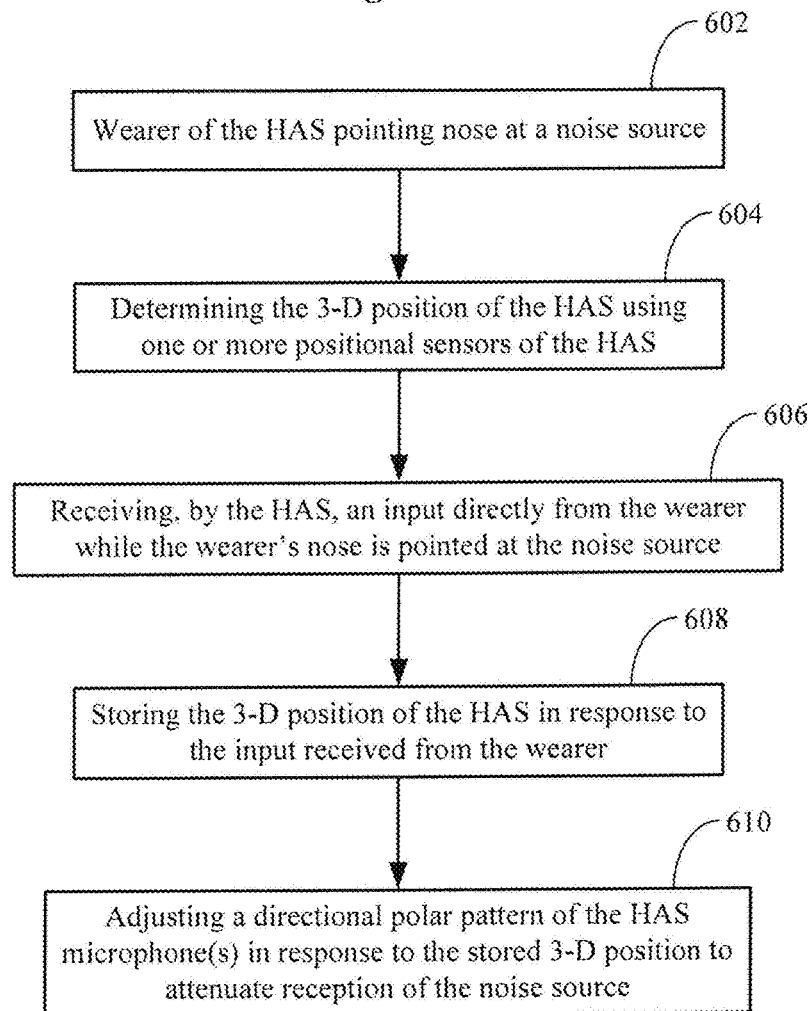 602
Wearer of the HAS pointing nose at a noise source
604
Determining the 3-D position of the HAS using
one or more positional sensors of the HAS
606
Receiving, by the HAS, an input directly from the wearer
while the wearer's nose is pointed at the noise source
608
Storing the 3-D position of the HAS in response to
the input received from the wearer
610
Adjusting a directional polar pattern of the HAS
microphone(s) in response to the stored 3-D position to
attenuate reception of the noise source